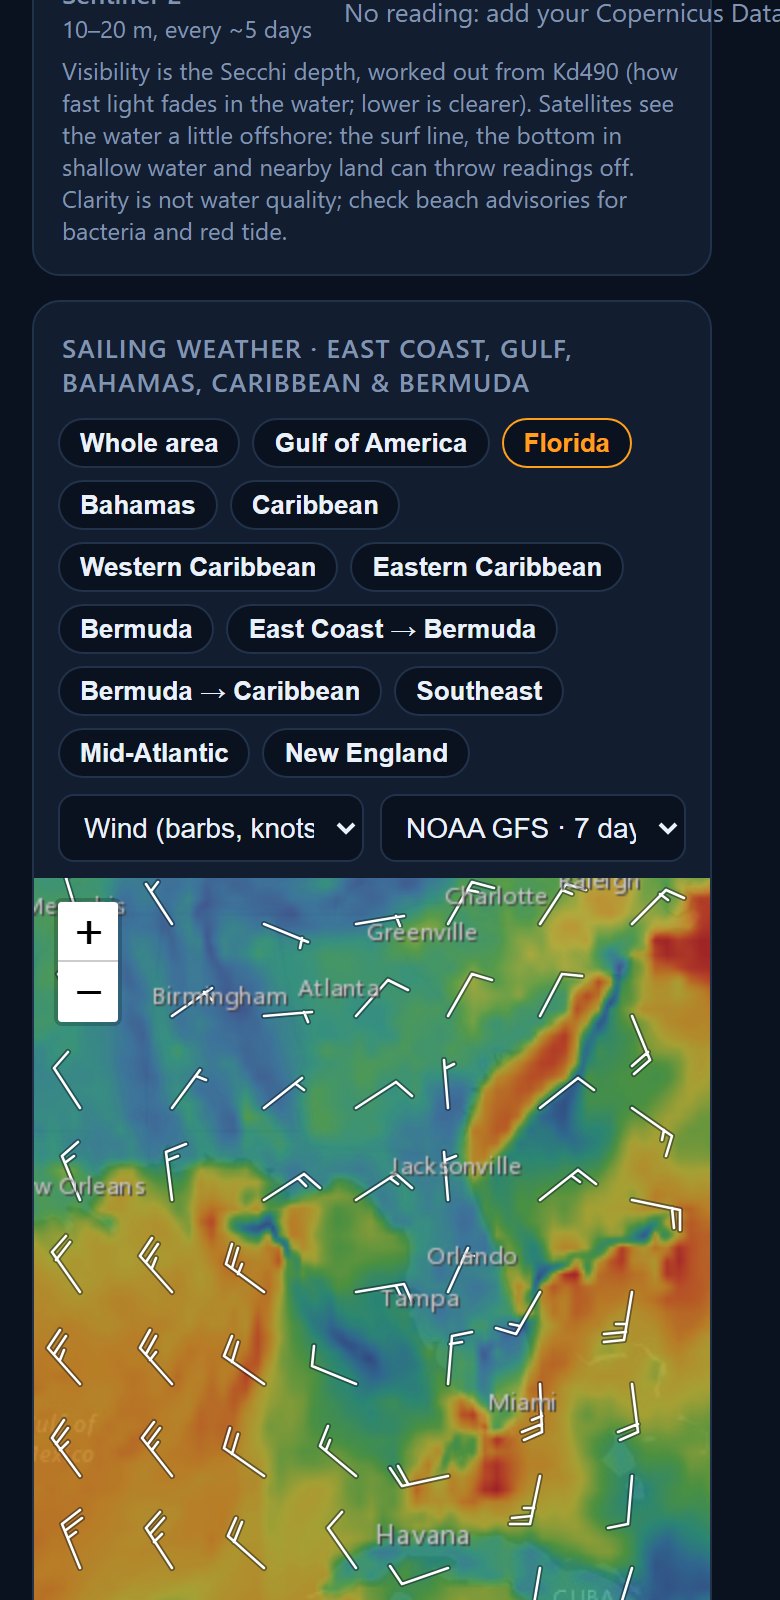 No reading: add your Copernicus Data
10–20 m, every ~5 days
Visibility is the Secchi depth, worked out from Kd490 (how
fast light fades in the water; lower is clearer). Satellites see
the water a little offshore: the surf line, the bottom in
shallow water and nearby land can throw readings off.
Clarity is not water quality; check beach advisories for
bacteria and red tide.
SAILING WEATHER · EAST COAST, GULF,
BAHAMAS, CARIBBEAN & BERMUDA
Whole area
Gulf of America
Florida
Bahamas
Caribbean
Western Caribbean
Eastern Caribbean
Bermuda
East Coast → Bermuda
Bermuda → Caribbean
Southeast
Mid-Atlantic
New England
Wind (barbs, knots
NOAA GFS · 7 day
+
−
Raleigh
Charlotte
Greenville
Birmingham
Atlanta
Jacksonville
w Orleans
Orlando
Tampa
Miami
Havana
CUBA